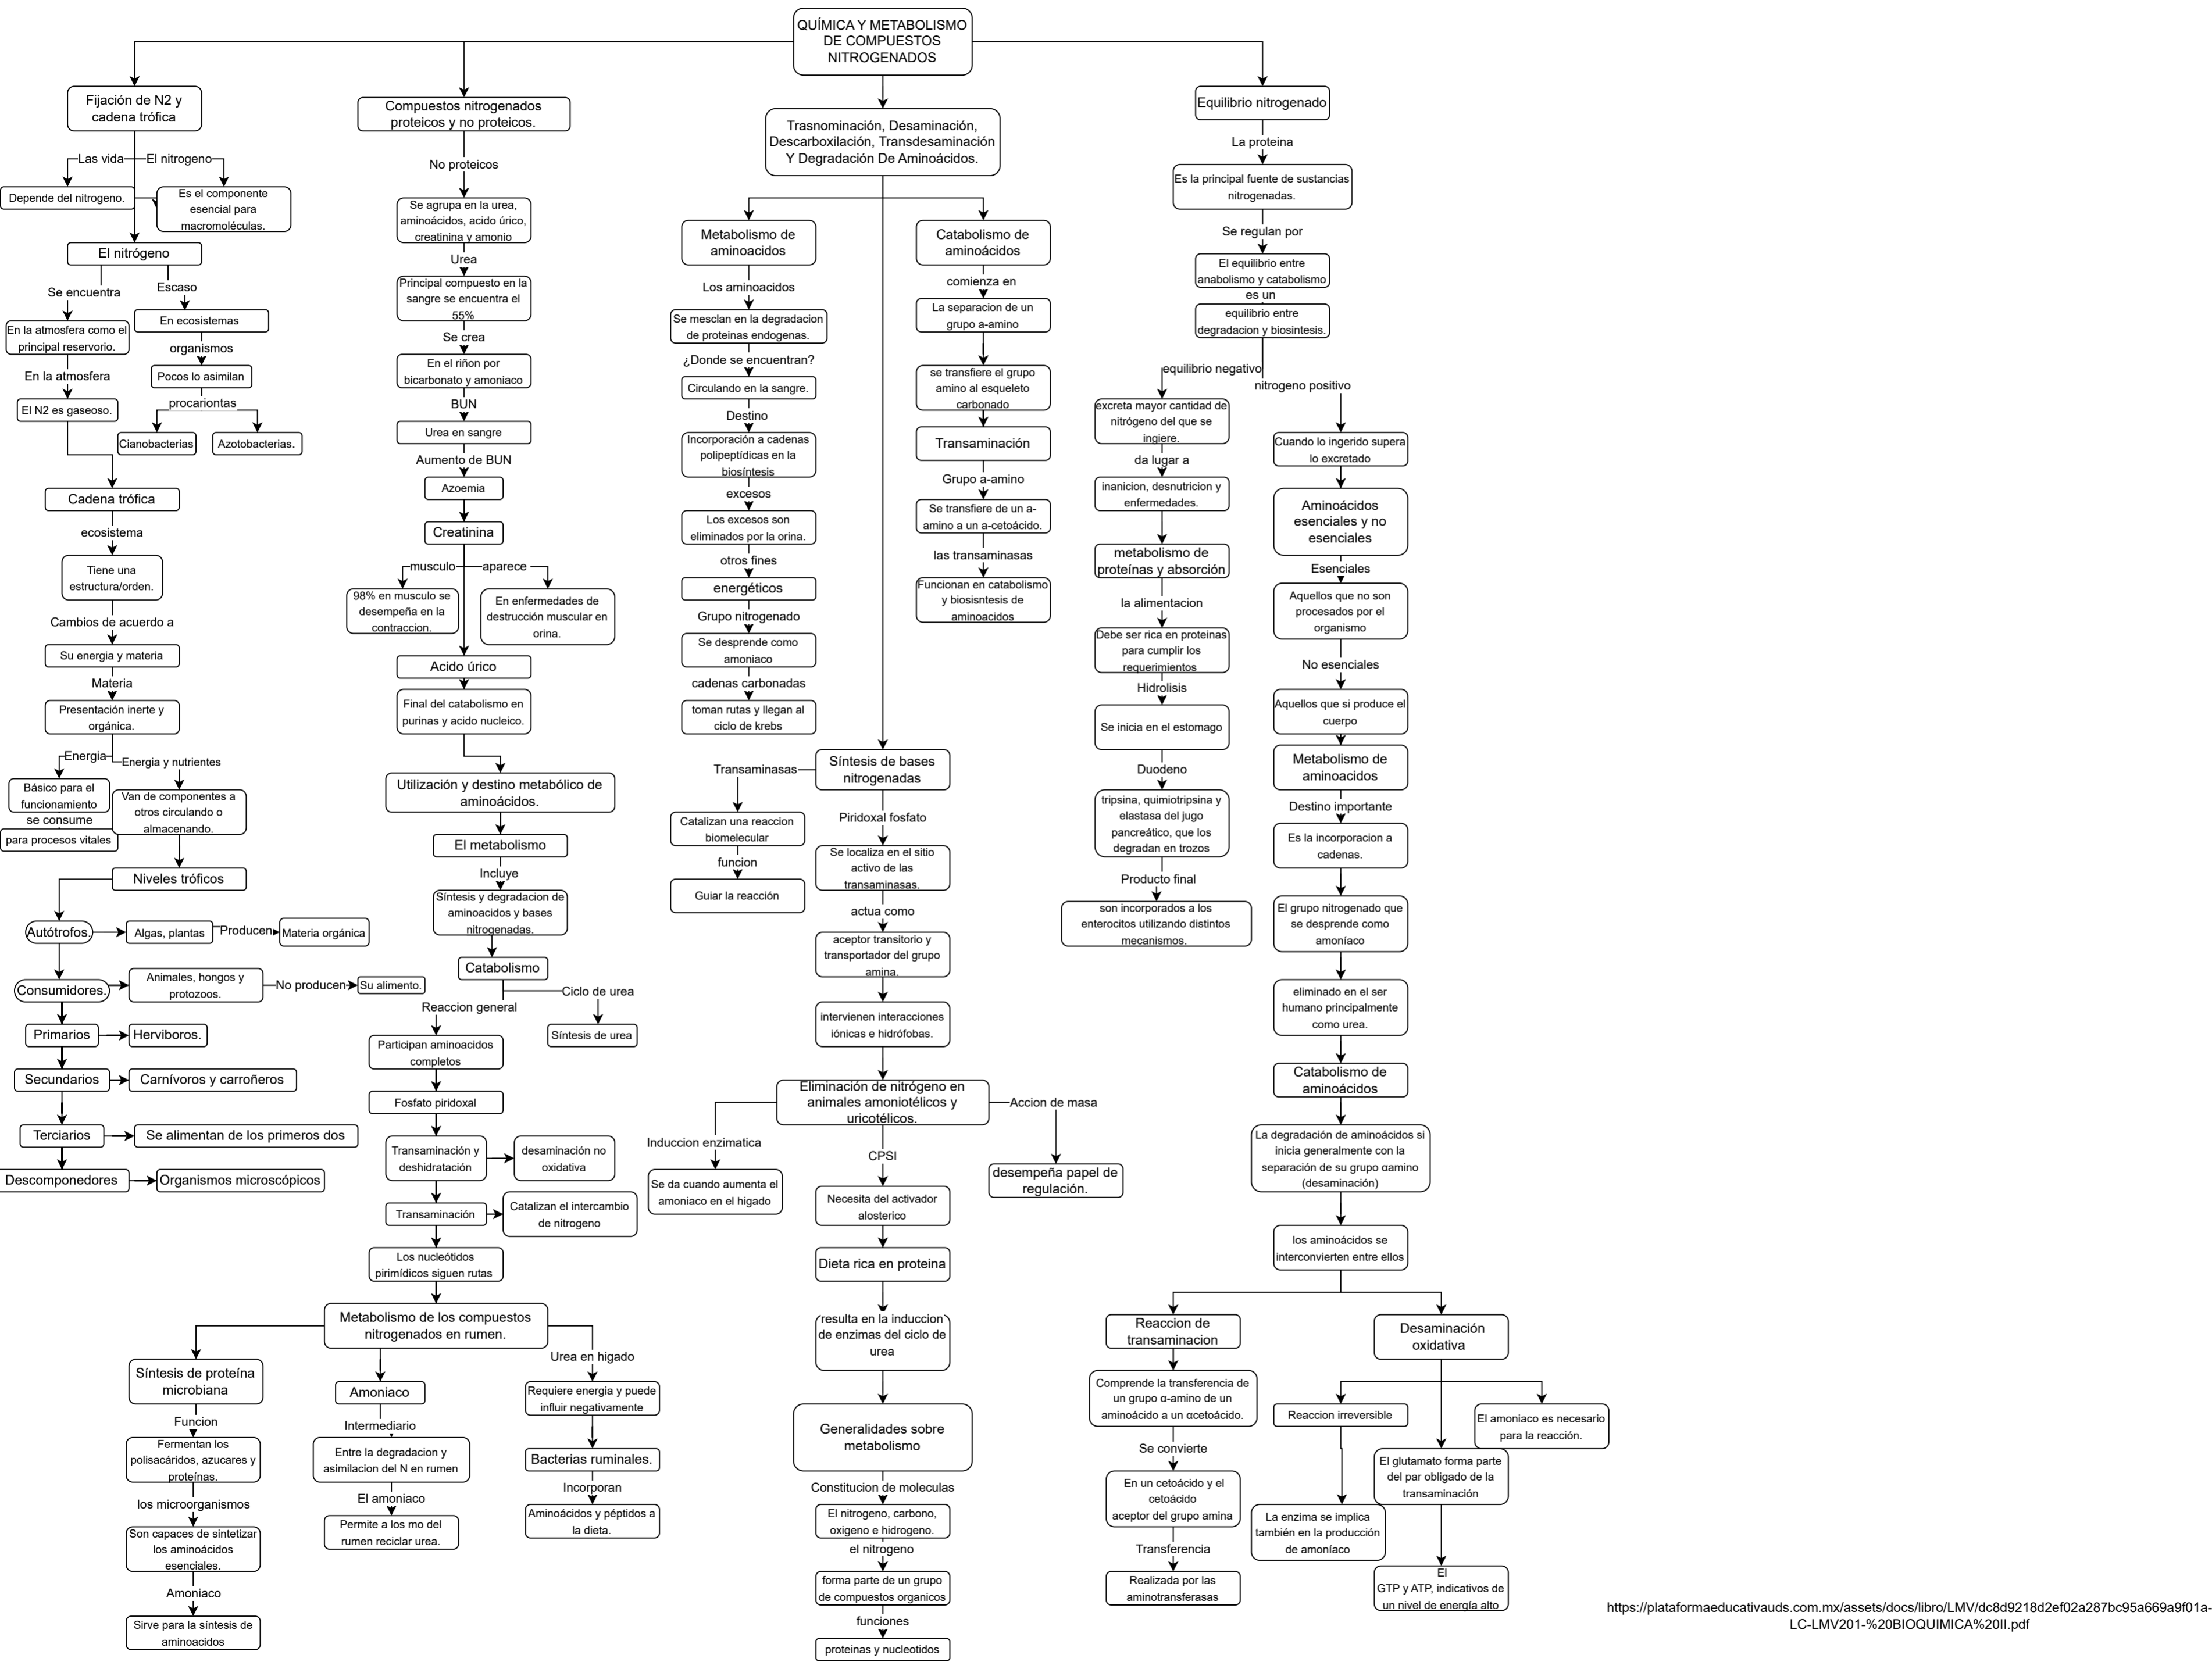 QUÍMICA Y METABOLISMO
DE COMPUESTOS
NITROGENADOS
Fijación de N2 y
cadena trófica
Las vida
El nitrogeno
Depende del nitrogeno.
Es el componente
esencial para
macromoléculas.
El nitrógeno
Se encuentra
Escaso
En la atmosfera como el
principal reservorio.
En ecosistemas
organismos
En la atmosfera
Pocos lo asimilan
El N2 es gaseoso.
procariontas
Cianobacterias
Azotobacterias.
Cadena trófica
ecosistema
Tiene una
estructura/orden.
Cambios de acuerdo a
Su energia y materia
Materia
Presentación inerte y
orgánica.
Energia
Energia y nutrientes
Básico para el
funcionamiento
se consume
para procesos vitales
Van de componentes a
otros circulando o
almacenando.
Niveles tróficos
Autótrofos.
Algas, plantas
Producen
Materia orgánica
Consumidores.
Animales, hongos y
protozoos.
No producen
Su alimento.
Primarios
Herviboros.
Secundarios
Carnívoros y carroñeros
Terciarios
Se alimentan de los primeros dos
Descomponedores
Organismos microscópicos
Compuestos nitrogenados
proteicos y no proteicos.
No proteicos
Se agrupa en la urea,
aminoácidos, acido úrico,
creatinina y amonio
Urea
Principal compuesto en la
sangre se encuentra el
55%
Se crea
En el riñon por
bicarbonato y amoniaco
BUN
Urea en sangre
Aumento de BUN
Azoemia
Creatinina
musculo
aparece
98% en musculo se
desempeña en la
contraccion.
En enfermedades de
destrucción muscular en
orina.
Acido úrico
Final del catabolismo en
purinas y acido nucleico.
Utilización y destino metabólico de
aminoácidos.
El metabolismo
Incluye
Síntesis y degradacion de
aminoacidos y bases
nitrogenadas.
Catabolismo
Ciclo de urea
Reaccion general
Síntesis de urea
Participan aminoacidos
completos
Fosfato piridoxal
Transaminación y
deshidratación
desaminación no
oxidativa
Transaminación
Catalizan el intercambio
de nitrogeno
Los nucleótidos
pirimídicos siguen rutas
Metabolismo de los compuestos
nitrogenados en rumen.
Síntesis de proteína
microbiana
Funcion
Fermentan los
polisacáridos, azucares y
proteínas.
los microorganismos
Son capaces de sintetizar
los aminoácidos
esenciales.
Amoniaco
Sirve para la síntesis de
aminoacidos
Amoniaco
Intermediario
Entre la degradacion y
asimilacion del N en rumen
El amoniaco
Permite a los mo del
rumen reciclar urea.
Urea en higado
Requiere energia y puede
influir negativamente
Bacterias ruminales.
Incorporan
Aminoácidos y péptidos a
la dieta.
Trasnominación, Desaminación,
Descarboxilación, Transdesaminación
Y Degradación De Aminoácidos.
Metabolismo de
aminoacidos
Los aminoacidos
Se mesclan en la degradacion
de proteinas endogenas.
¿Donde se encuentran?
Circulando en la sangre.
Destino
Incorporación a cadenas
polipeptídicas en la
biosíntesis
excesos
Los excesos son
eliminados por la orina.
otros fines
energéticos
Grupo nitrogenado
Se desprende como
amoniaco
cadenas carbonadas
toman rutas y llegan al
ciclo de krebs
Catabolismo de
aminoácidos
comienza en
La separacion de un
grupo a-amino
se transfiere el grupo
amino al esqueleto
carbonado
Transaminación
Grupo a-amino
Se transfiere de un a-
amino a un a-cetoácido.
las transaminasas
Funcionan en catabolismo
y biosisntesis de
aminoacidos
Síntesis de bases
nitrogenadas
Transaminasas
Catalizan una reaccion
biomelecular
funcion
Guiar la reacción
Piridoxal fosfato
Se localiza en el sitio
activo de las
transaminasas.
actua como
aceptor transitorio y
transportador del grupo
amina.
intervienen interacciones
iónicas e hidrófobas.
Eliminación de nitrógeno en
animales amoniotélicos y
uricotélicos.
Induccion enzimatica
Se da cuando aumenta el
amoniaco en el higado
Accion de masa
desempeña papel de
regulación.
CPSI
Necesita del activador
alosterico
Dieta rica en proteina
resulta en la induccion
de enzimas del ciclo de
urea
Generalidades sobre
metabolismo
Constitucion de moleculas
El nitrogeno, carbono,
oxigeno e hidrogeno.
el nitrogeno
forma parte de un grupo
de compuestos organicos
funciones
proteinas y nucleotidos
Equilibrio nitrogenado
La proteina
Es la principal fuente de sustancias
nitrogenadas.
Se regulan por
El equilibrio entre
anabolismo y catabolismo
es un
equilibrio entre
degradacion y biosintesis.
equilibrio negativo
nitrogeno positivo
excreta mayor cantidad de
nitrógeno del que se
ingiere.
da lugar a
inanicion, desnutricion y
enfermedades.
metabolismo de
proteínas y absorción
la alimentacion
Debe ser rica en proteinas
para cumplir los
requerimientos
Hidrolisis
Se inicia en el estomago
Duodeno
tripsina, quimiotripsina y
elastasa del jugo
pancreático, que los
degradan en trozos
Producto final
son incorporados a los
enterocitos utilizando distintos
mecanismos.
Cuando lo ingerido supera
lo excretado
Aminoácidos
esenciales y no
esenciales
Esenciales
Aquellos que no son
procesados por el
organismo
No esenciales
Aquellos que si produce el
cuerpo
Metabolismo de
aminoacidos
Destino importante
Es la incorporacion a
cadenas.
El grupo nitrogenado que
se desprende como
amoníaco
eliminado en el ser
humano principalmente
como urea.
Catabolismo de
aminoácidos
La degradación de aminoácidos si
inicia generalmente con la
separación de su grupo αamino
(desaminación)
los aminoácidos se
interconvierten entre ellos
Reaccion de
transaminacion
Comprende la transferencia de
un grupo α-amino de un
aminoácido a un αcetoácido.
Se convierte
En un cetoácido y el
cetoácido
aceptor del grupo amina
Transferencia
Realizada por las
aminotransferasas
Desaminación
oxidativa
Reaccion irreversible
La enzima se implica
también en la producción
de amoníaco
El glutamato forma parte
del par obligado de la
transaminación
El
GTP y ATP, indicativos de
un nivel de energía alto
El amoniaco es necesario
para la reacción.
https://plataformaeducativauds.com.mx/assets/docs/libro/LMV/dc8d9218d2ef02a287bc95a669a9f01a-
LC-LMV201-%20BIOQUIMICA%20II.pdf